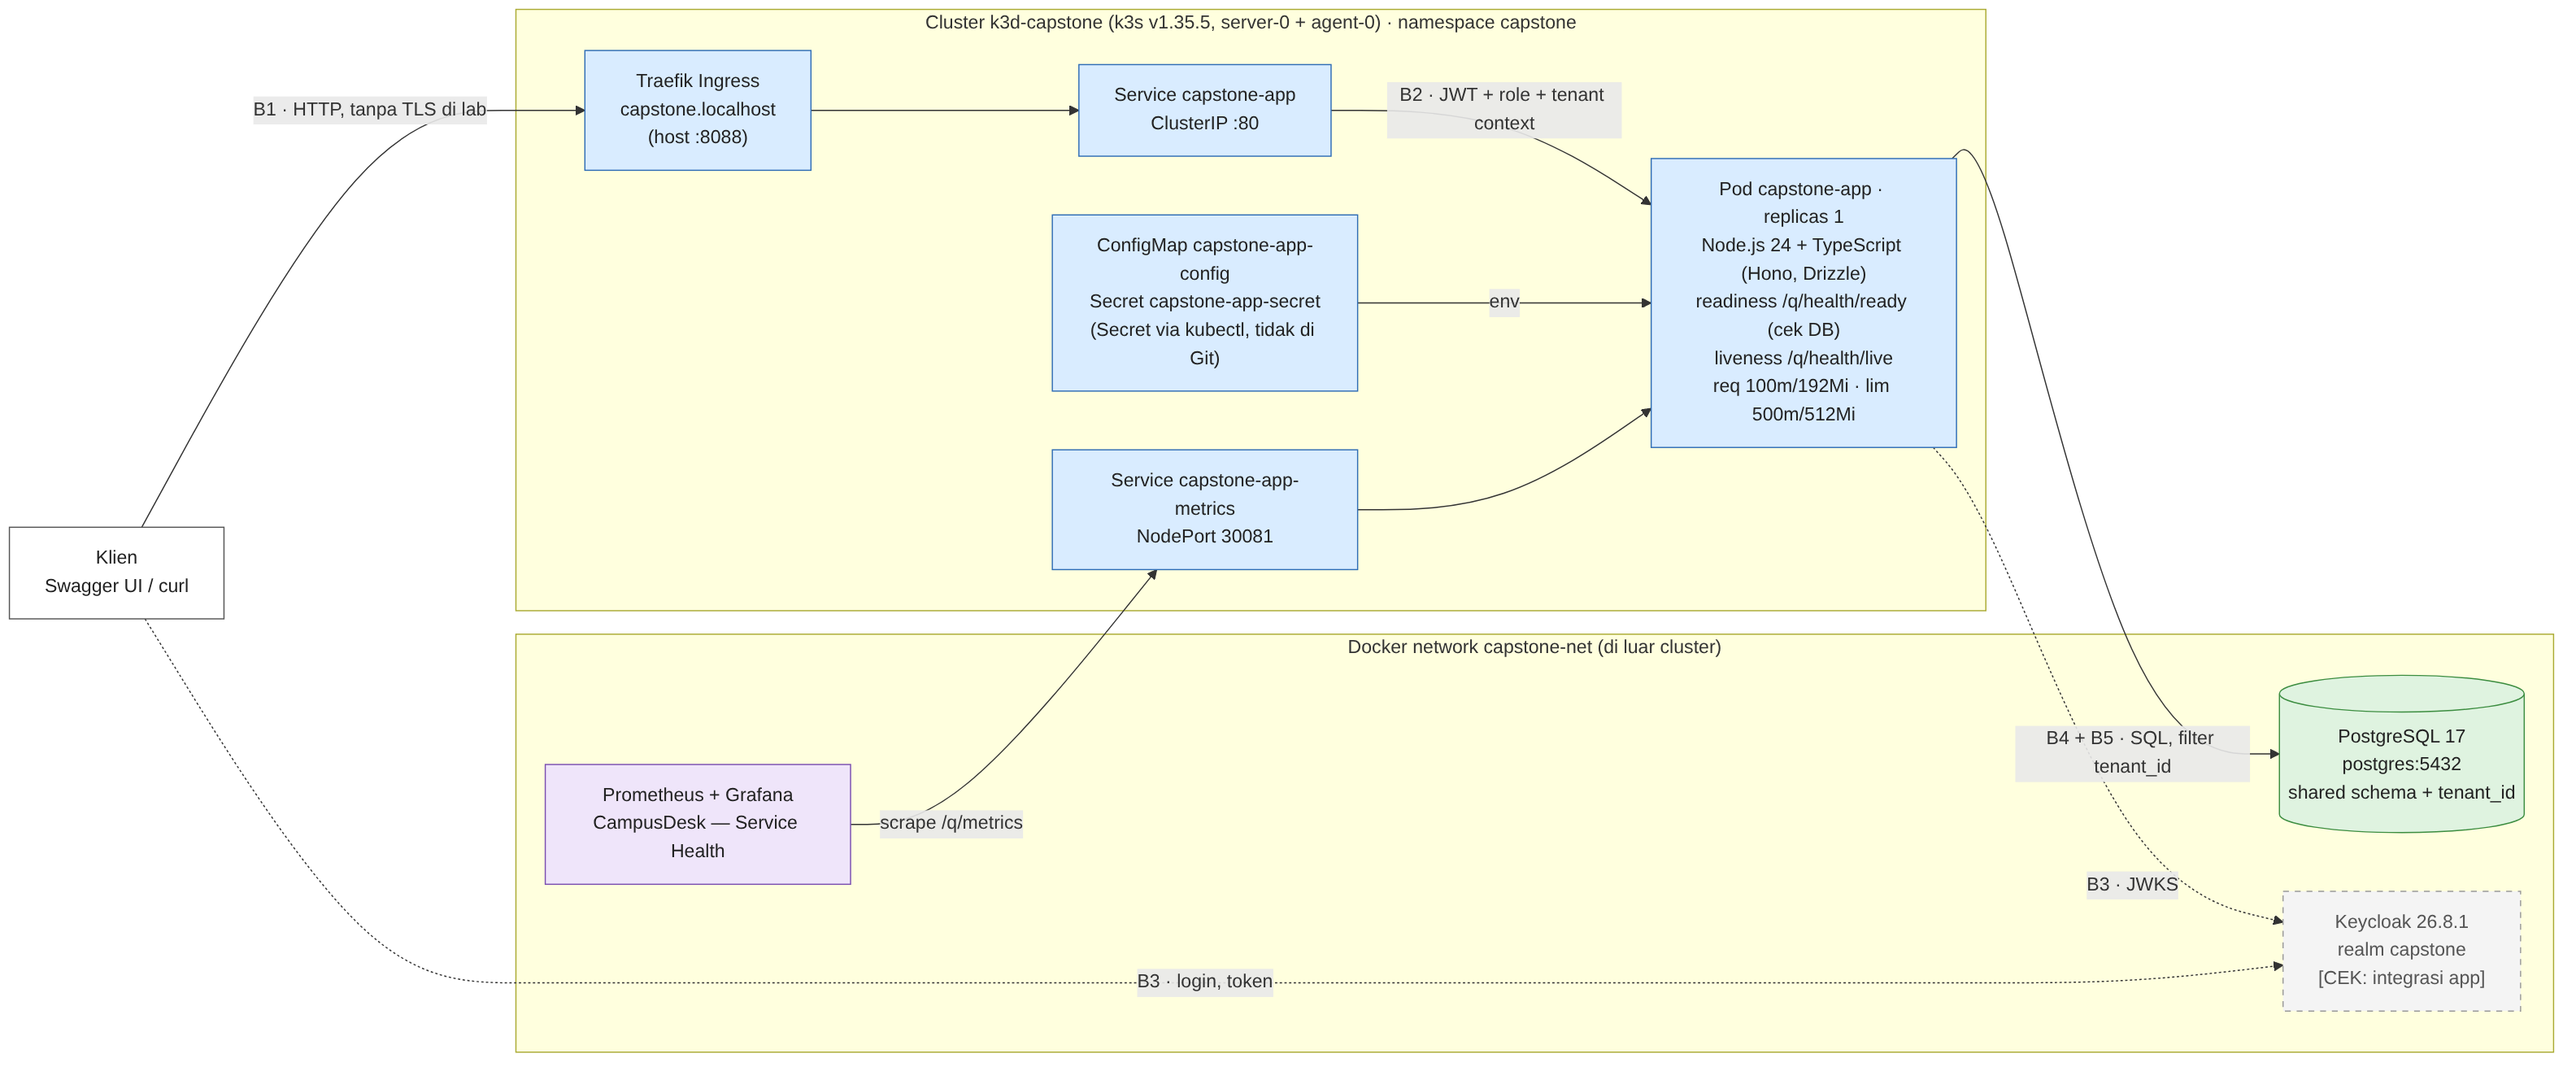 Cluster k3d-capstone (k3s v1.35.5, server-0 + agent-0) · namespace capstone
Traefik Ingress
capstone.localhost
(host :8088)
Service capstone-app
ClusterIP :80
B1 · HTTP, tanpa TLS di lab
B2 · JWT + role + tenant
context
ConfigMap capstone-app-
config
Secret capstone-app-secret
(Secret via kubectl, tidak di
Git)
env
Pod capstone-app ·
replicas 1
Node.js 24 + TypeScript
(Hono, Drizzle)
readiness /q/health/ready
(cek DB)
liveness /q/health/live
req 100m/192Mi · lim
500m/512Mi
Service capstone-app-
metrics
NodePort 30081
Klien
Swagger UI / curl
Docker network capstone-net (di luar cluster)
Prometheus + Grafana
CampusDesk — Service
Health
scrape /q/metrics
B4 + B5 · SQL, filter
tenant_id
PostgreSQL 17
postgres:5432
shared schema + tenant_id
B3 · JWKS
B3 · login, token
Keycloak 26.8.1
realm capstone
[CEK: integrasi app]